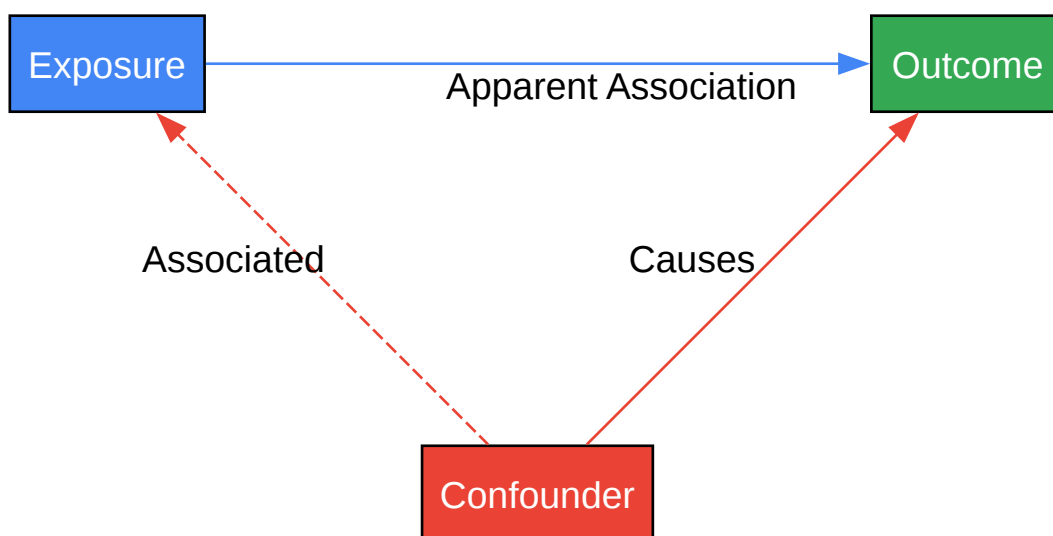 Exposure
Outcome
Apparent Association
Associated
Causes
Confounder